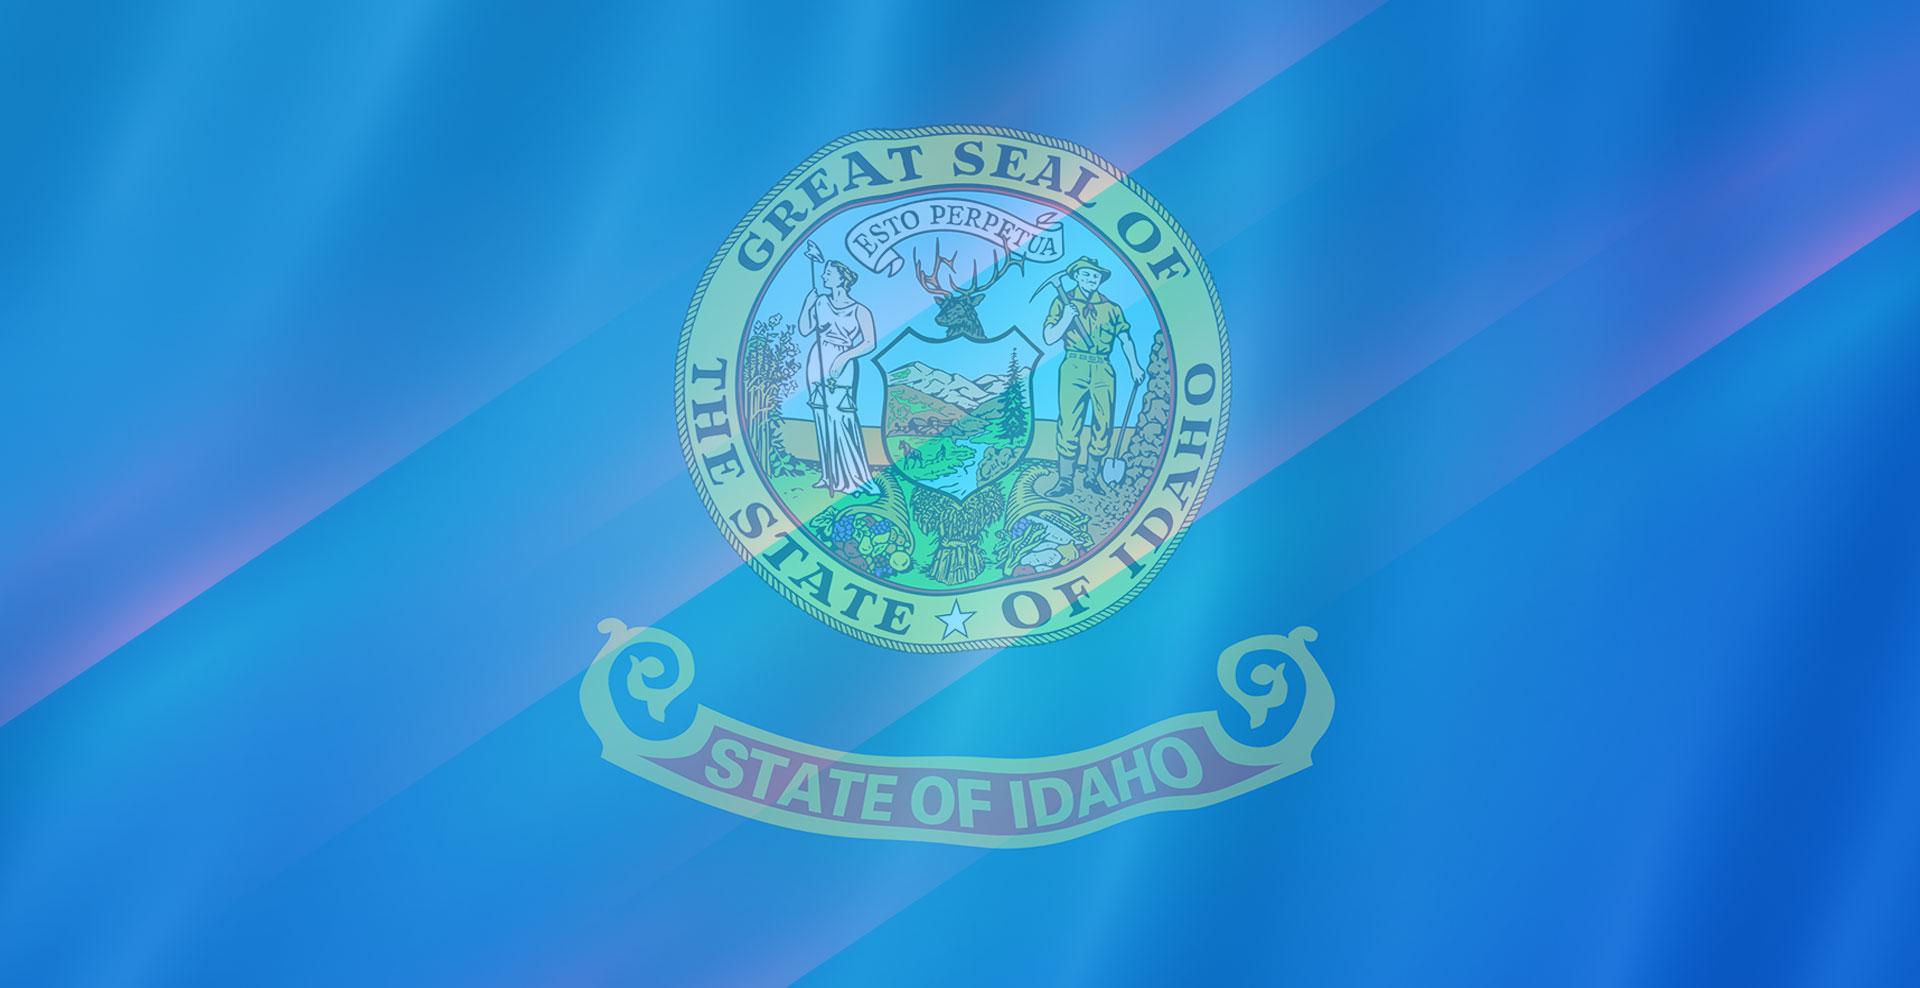 GREAT SEAL OF
THE STATE ★ OF IDAHO
ESTO PERPETUA
STATE OF IDAHO